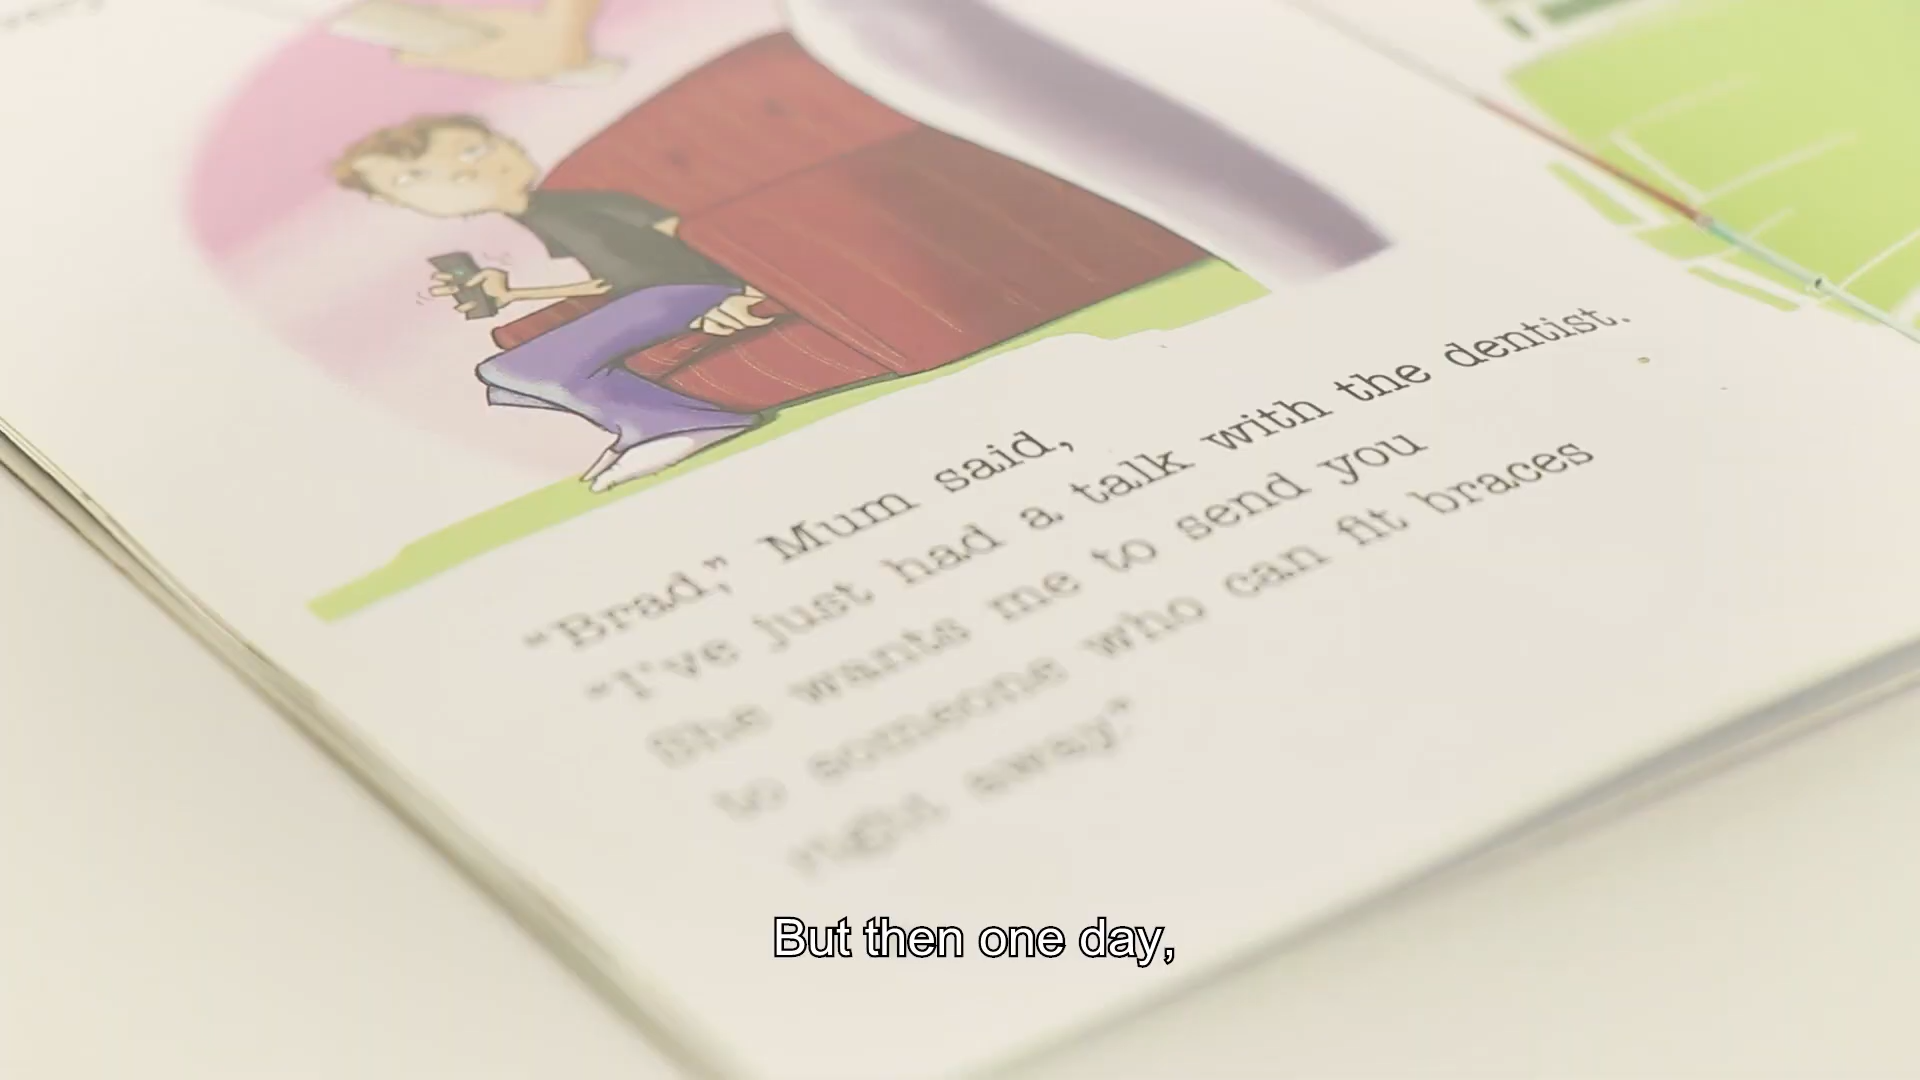 "Brad," Mum said,
"I've just had a talk with the dentist.
She wants me to send you
to someone who can fit braces
right away."
But then one day,